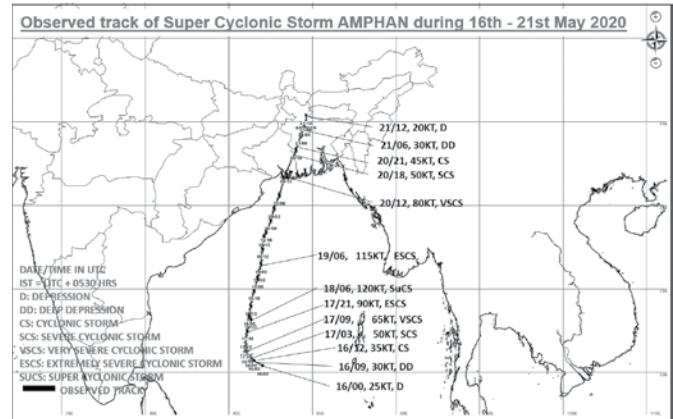 Observed track of Super Cyclonic Storm AMPHAN during 16th - 21st May 2020
21/12, 20KT, D
21/06, 30KT, DD
20/21, 45KT, CS
20/18, 50KT, SCS
20/12, 80KT, VSCS
19/06, 115KT, ESCS
18/06, 120KT, SuCS
17/21, 90KT, ESCS
17/09, 65KT, VSCS
17/03, 50KT, SCS
16/12, 35KT, CS
16/09, 30KT, DD
16/00, 25KT, D
DATE/TIME IN UTC
IST = UTC + 0530 HRS
D: DEPRESSION
DD: DEEP DEPRESSION
CS: CYCLONIC STORM
SCS: SEVERE CYCLONIC STORM
VSCS: VERY SEVERE CYCLONIC STORM
ESCS: EXTREMELY SEVERE CYCLONIC STORM
SUCS: SUPER CYCLONIC STORM
OBSERVED TRACK